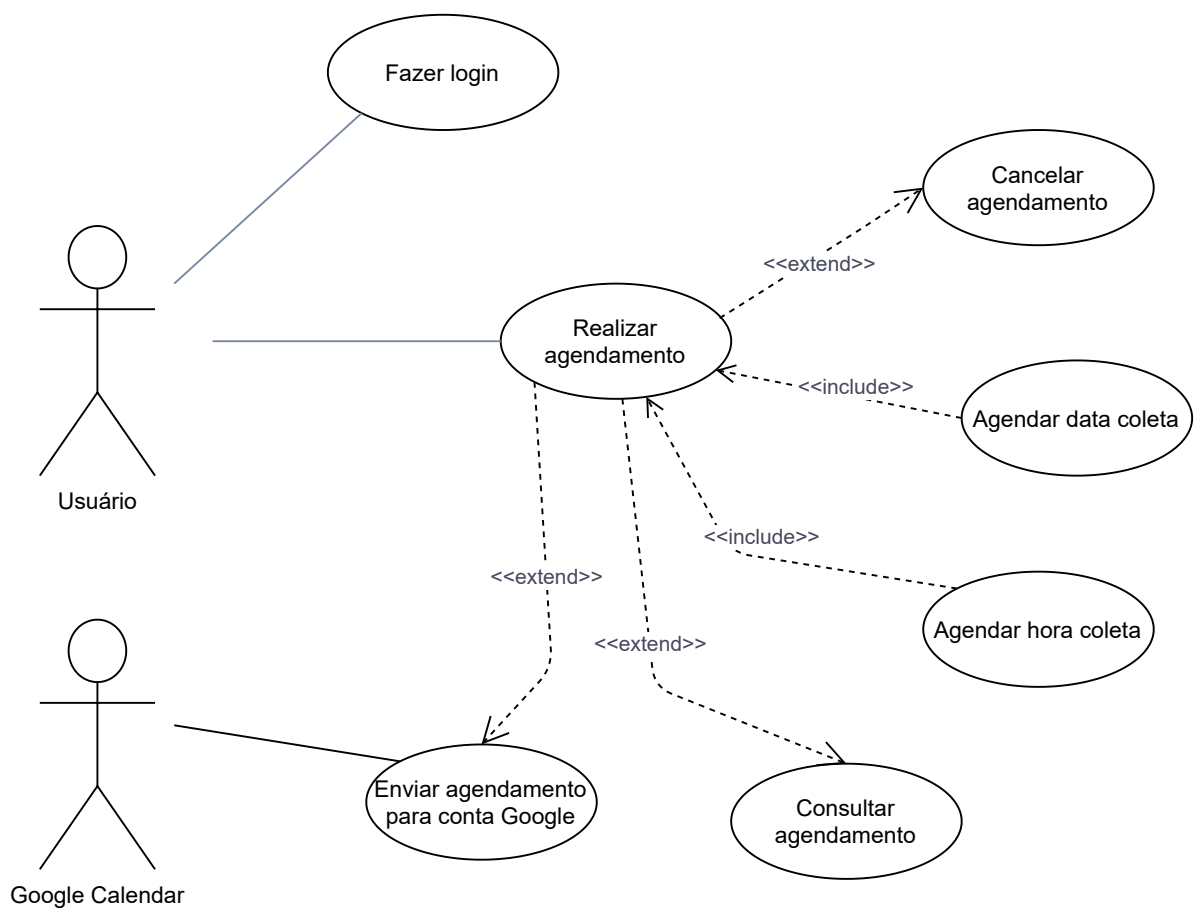 Fazer login
Cancelar
agendamento
<<extend>>
Realizar
agendamento
<<include>>
Agendar data coleta
Usuário
<<include>>
<<extend>>
Agendar hora coleta
<<extend>>
Enviar agendamento
para conta Google
Consultar
agendamento
Google Calendar